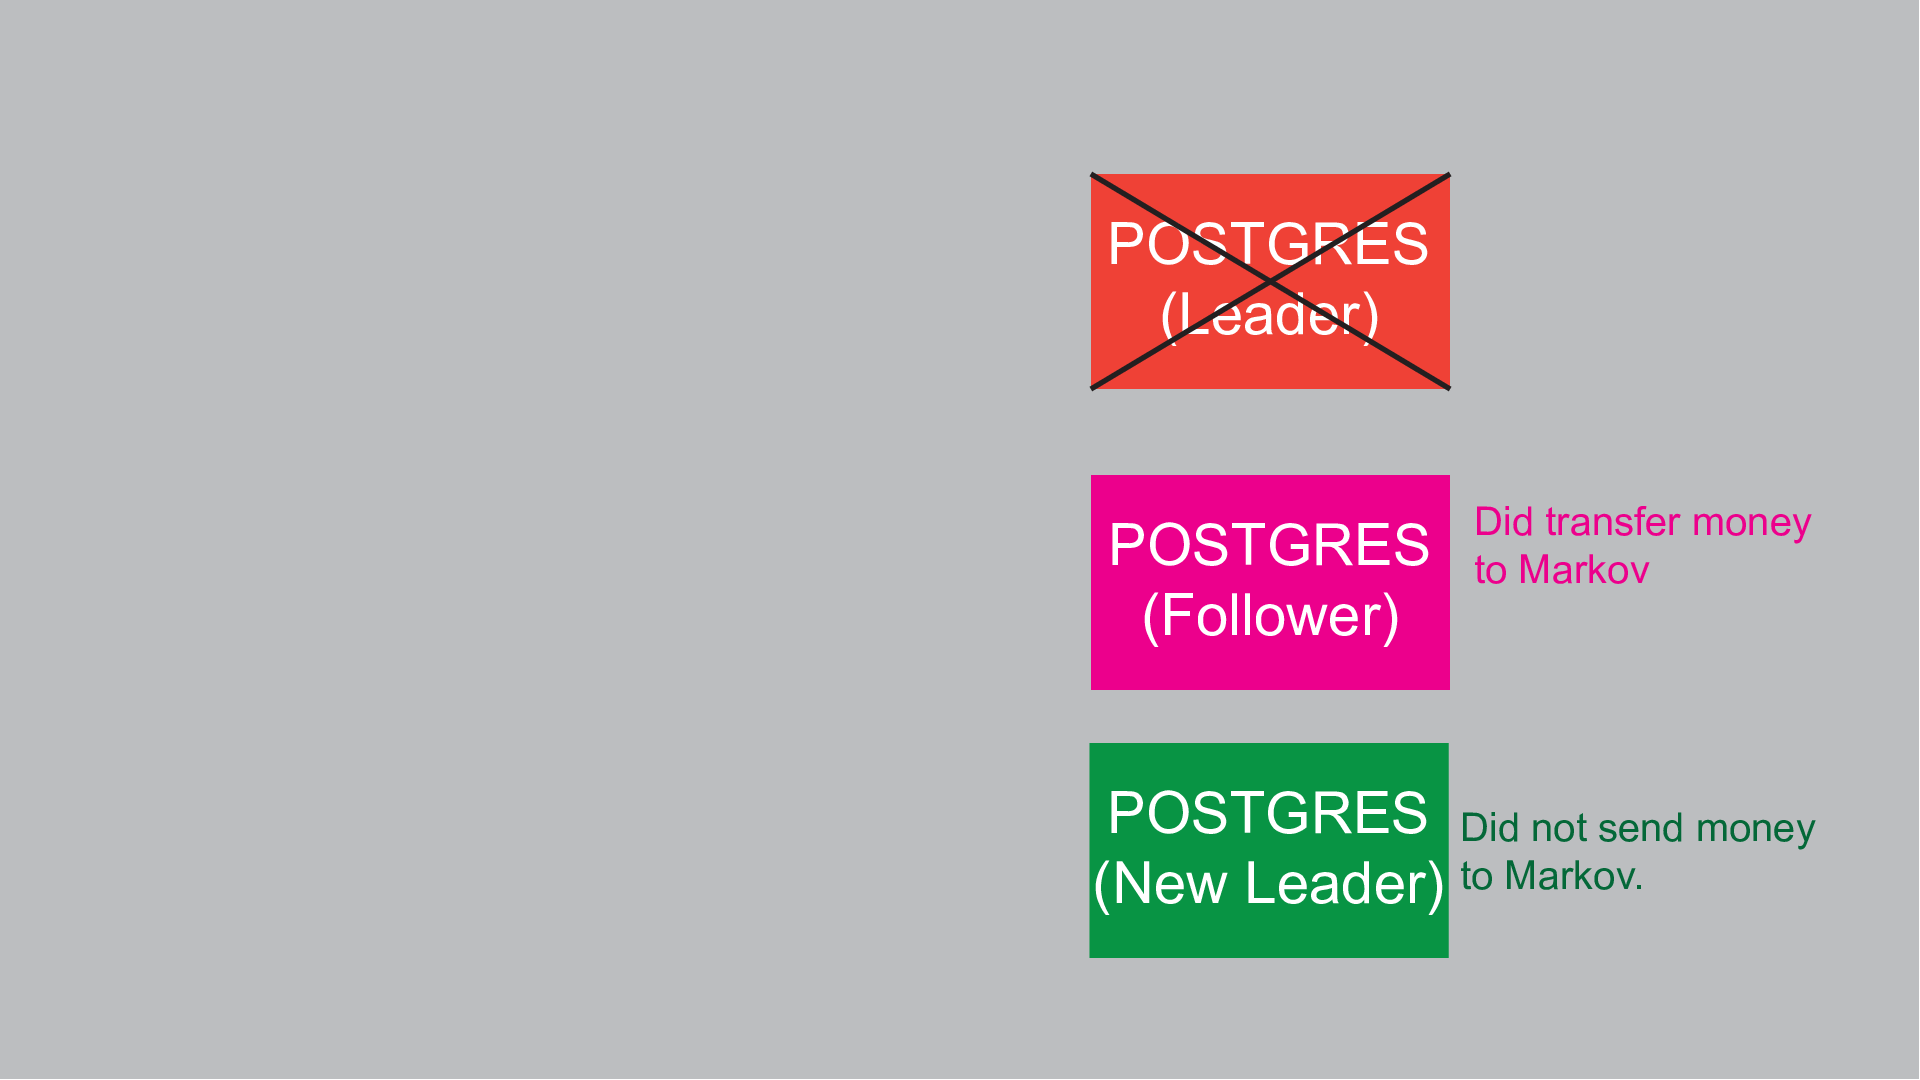 POSTGRES
(Leader)
POSTGRES
(Follower)
Did transfer money
to Markov
POSTGRES
(New Leader)
Did not send money
to Markov.